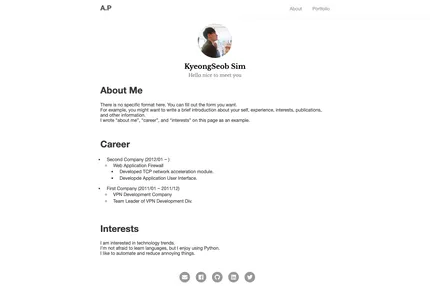 A.P
About Portfolio
KyeongSeob Sim
Hello nice to meet you
About Me
There is no specific format here. You can fill out the form you want.
For example, you might want to write a brief introduction about your self, experience, interests, publications,
and other information.
I wrote "about me", "career", and "interests" on this page as an example.
Career
Second Company (2012/01 ~ )
Web Application Firewall
Developed TCP network acceleration module.
Developde Application User Interface.
First Company (2011/01 ~ 2011/12)
VPN Development Company
Team Leader of VPN Development Div.
Interests
I am interested in technology trends.
I'm not afraid to learn languages, but I enjoy using Python.
I like to automate and reduce annoying things.